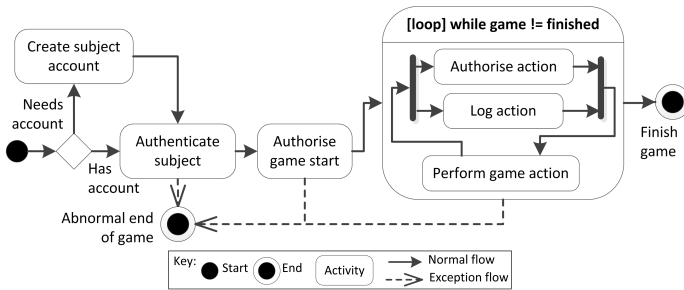 [loop] while game != finished
Create subject
account
Authorise action
Log action
Needs
account
Authenticate
subject
Authorise
game start
Has
account
Perform game action
Finish
game
Abnormal end
of game
Key:
Start
End
Activity
Normal flow
Exception flow